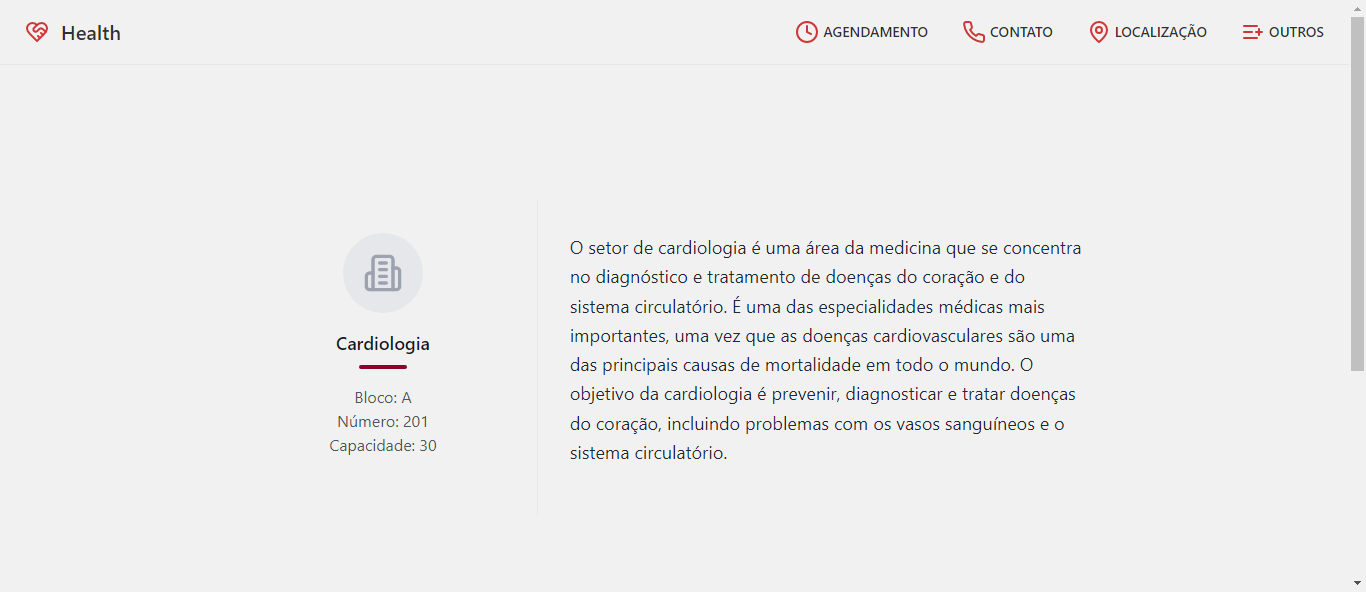 Health
AGENDAMENTO
CONTATO
LOCALIZAÇÃO
OUTROS
Cardiologia
Bloco: A
Número: 201
Capacidade: 30
O setor de cardiologia é uma área da medicina que se concentra
no diagnóstico e tratamento de doenças do coração e do
sistema circulatório. É uma das especialidades médicas mais
importantes, uma vez que as doenças cardiovasculares são uma
das principais causas de mortalidade em todo o mundo. O
objetivo da cardiologia é prevenir, diagnosticar e tratar doenças
do coração, incluindo problemas com os vasos sanguíneos e o
sistema circulatório.